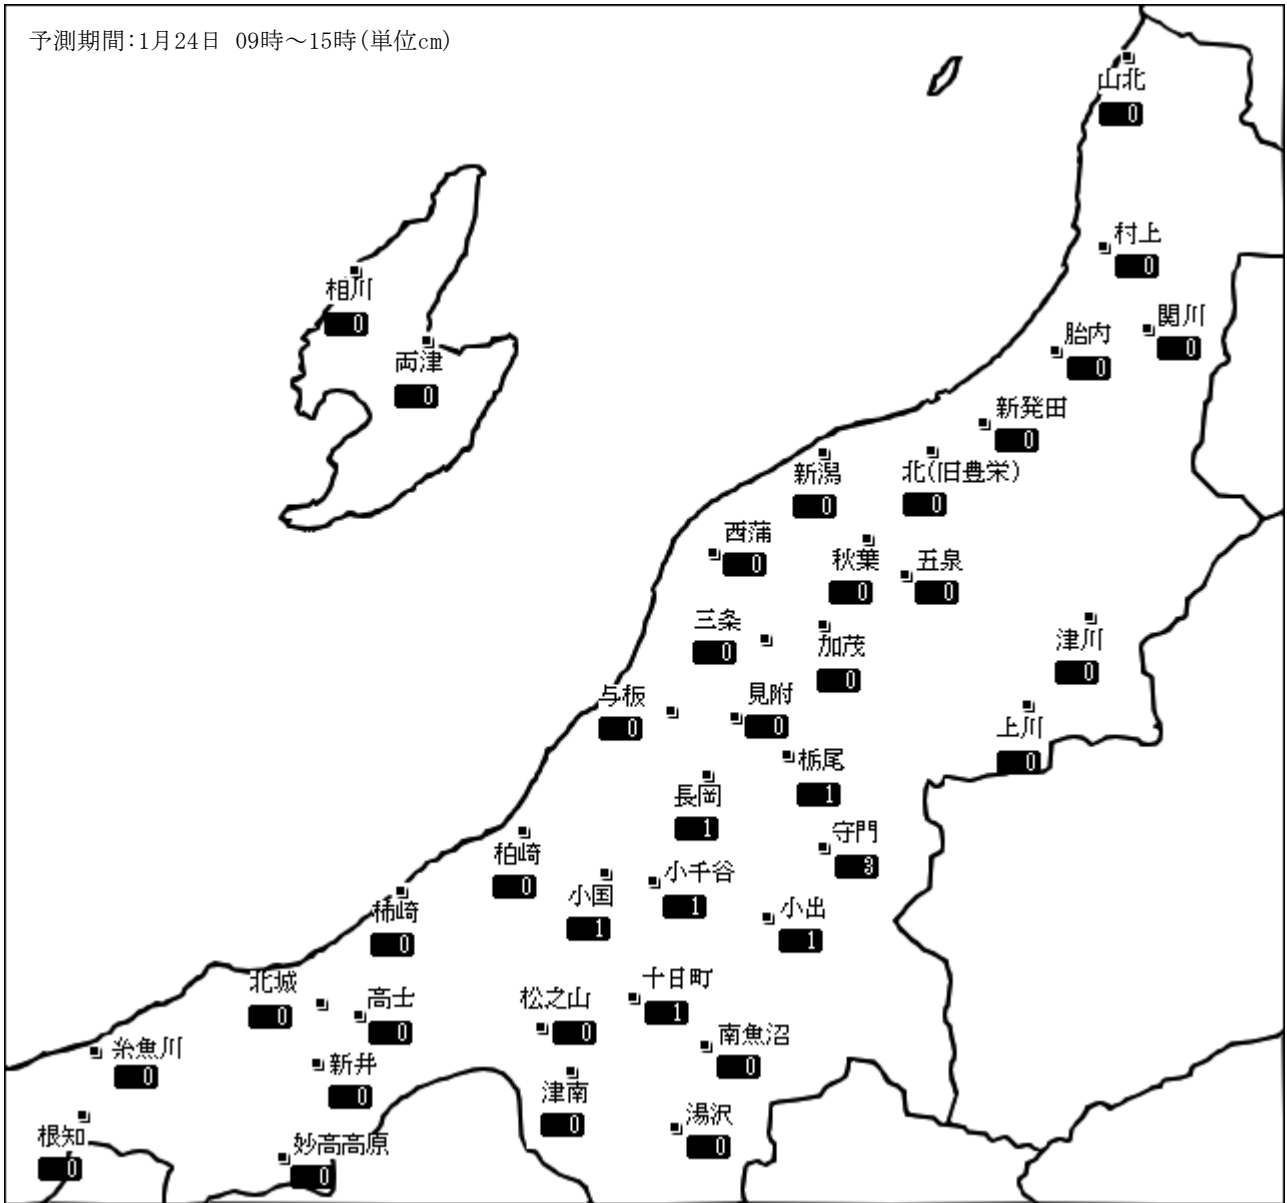 予測期間:1月24日 09時～15時(単位cm)
山北
0
村上
0
相川
0
関川
0
胎内
0
両津
0
新発田
0
新潟
0
北(旧豊栄)
0
西蒲
0
秋葉
0
五泉
0
三条
0
加茂
0
津川
0
与板
0
見附
0
上川
0
栃尾
1
長岡
1
守門
3
柏崎
0
小千谷
1
小国
1
小出
1
柿崎
0
北城
0
高士
0
松之山
0
十日町
1
南魚沼
0
糸魚川
0
新井
0
津南
0
湯沢
0
根知
0
妙高高原
0